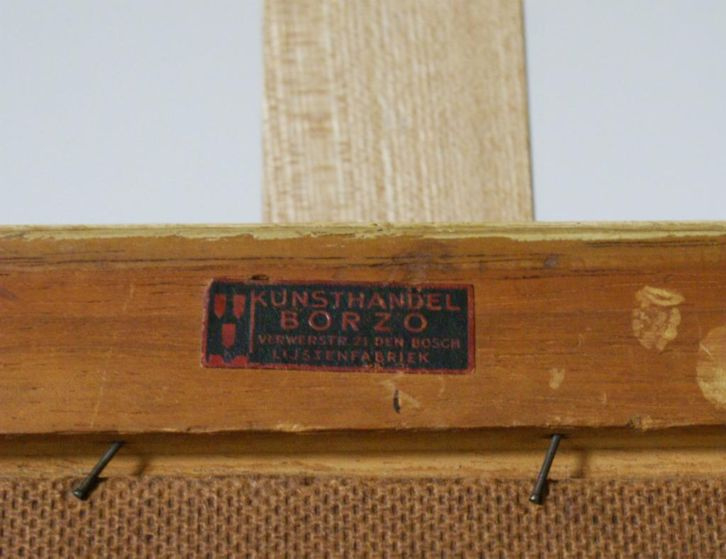 KUNSTHANDEL
BORZO
VERWERSTR. 21 DEN BOSCH
LIJSTENFABRIEK